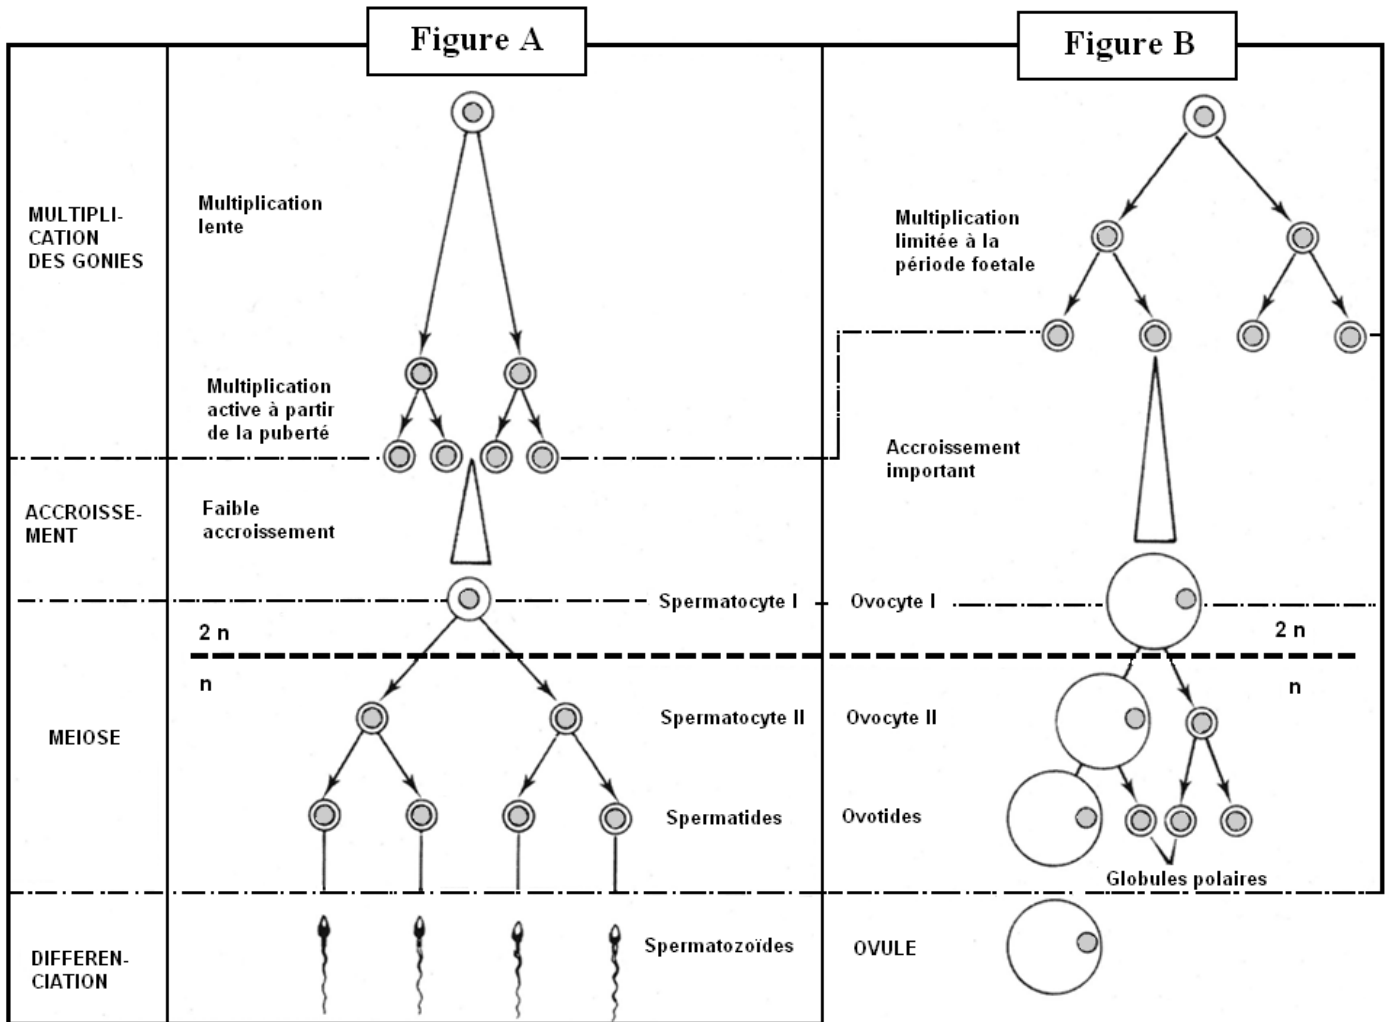 Figure A
Figure B
MULTIPLI-
CATION
DES GONIES
Multiplication
lente
Multiplication
active à partir
de la puberté
Multiplication
limitée à la
période foetale
ACCROISSE-
MENT
Faible
accroissement
Accroissement
important
Spermatocyte I
Ovocyte I
2 n
2 n
n
n
MEIOSE
Spermatocyte II
Ovocyte II
Spermatides
Ovotides
Globules polaires
DIFFEREN-
CIATION
Spermatozoïdes
OVULE